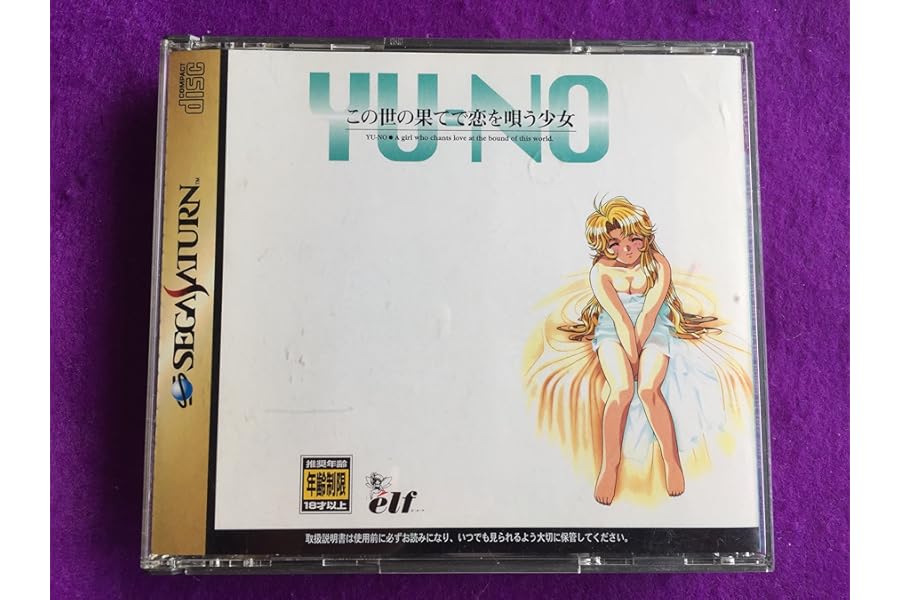 COMPACT
disc
SEGA SATURN™
YU-NO
この世の果てで恋を唄う少女
YU-NO●A girl who chants love at the bound of this world.
推奨年齢
年齢制限
18才以上
élf
取扱説明書は使用前に必ずお読みになり、いつでも見られるよう大切に保管してください。